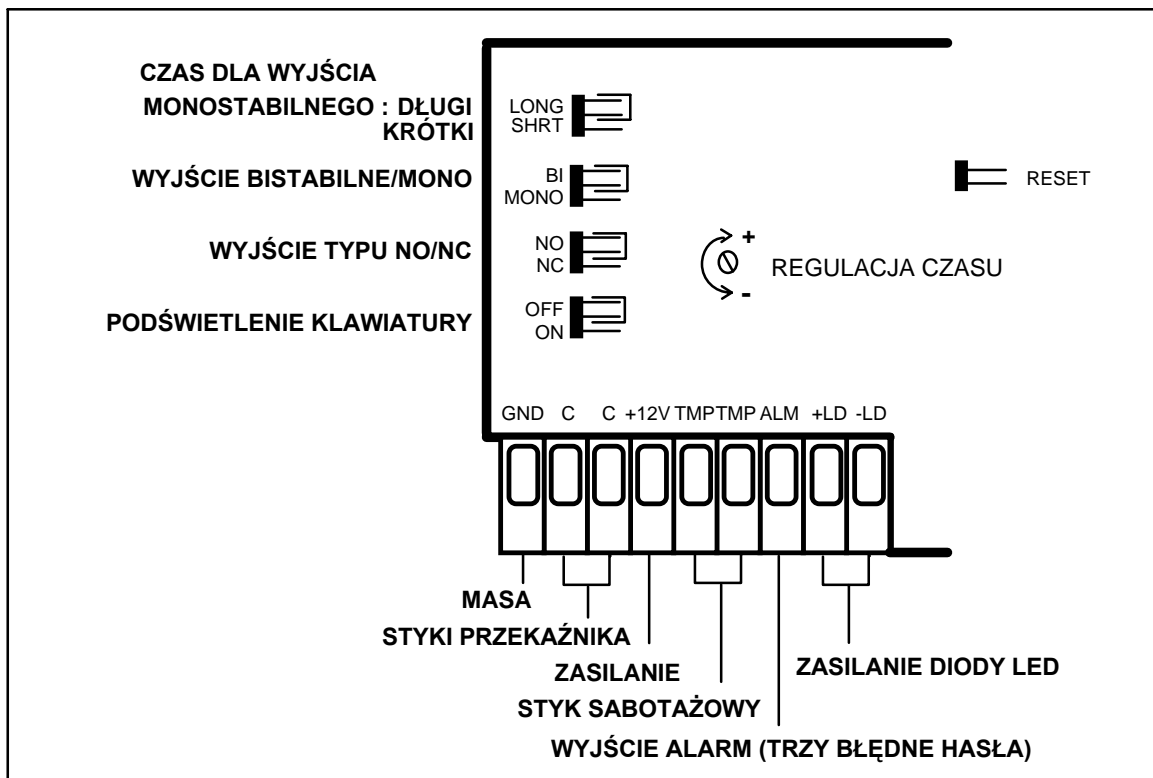 CZAS DLA WYJŚCIA
MONOSTABILNEGO : DŁUGI
KRÓTKI
LONG
SHRT
WYJŚCIE BISTABILNE/MONO
BI
MONO
RESET
WYJŚCIE TYPU NO/NC
NO
NC
+
REGULACJA CZASU
-
PODŚWIETLENIE KLAWIATURY
OFF
ON
GND C C +12V TMP TMP ALM +LD -LD
MASA
STYKI PRZEKAŹNIKA
ZASILANIE
ZASILANIE DIODY LED
STYK SABOTAŻOWY
WYJŚCIE ALARM (TRZY BŁĘDNE HASŁA)